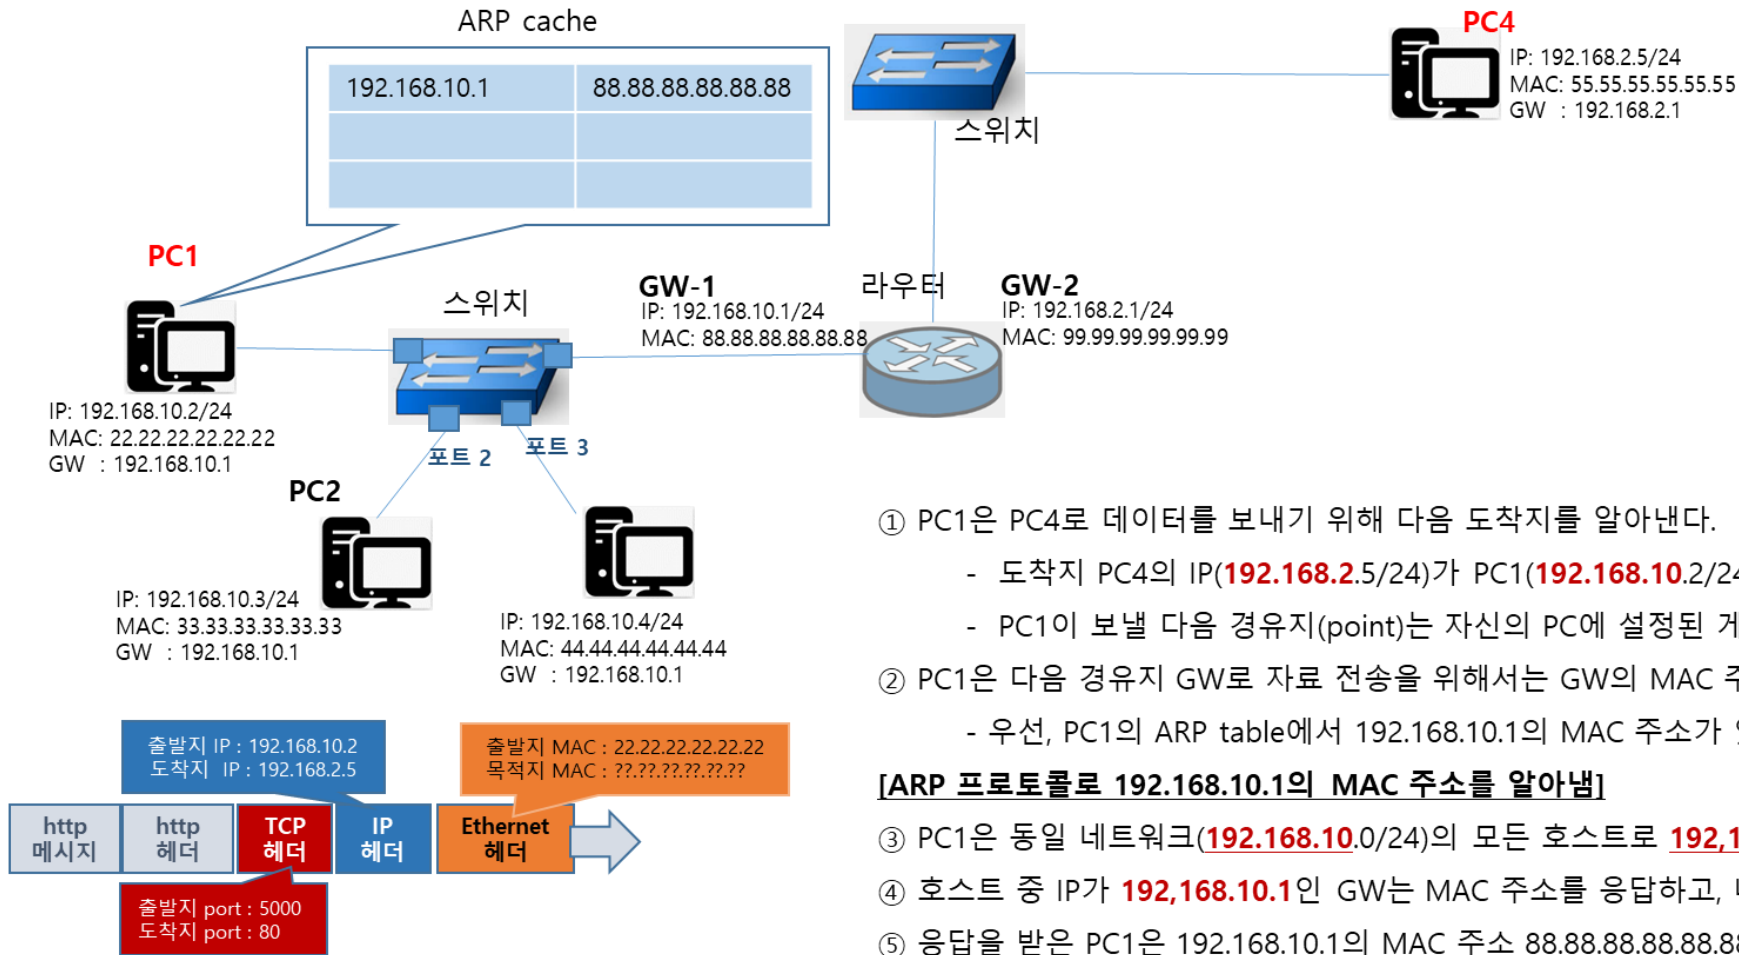 ARP cache
192.168.10.1 88.88.88.88.88.88
PC4
IP: 192.168.2.5/24
MAC: 55.55.55.55.55.55
GW : 192.168.2.1
스위치
PC1
스위치
GW-1
IP: 192.168.10.1/24
MAC: 88.88.88.88.88.88
라우터
GW-2
IP: 192.168.2.1/24
MAC: 99.99.99.99.99.99
IP: 192.168.10.2/24
MAC: 22.22.22.22.22.22
GW : 192.168.10.1
포트 2
포트 3
PC2
IP: 192.168.10.3/24
MAC: 33.33.33.33.33.33
GW : 192.168.10.1
IP: 192.168.10.4/24
MAC: 44.44.44.44.44.44
GW : 192.168.10.1
출발지 IP : 192.168.10.2
도착지 IP : 192.168.2.5
출발지 MAC : 22.22.22.22.22.22
목적지 MAC : ??.??.??.??.??.??
http 메시지
http 헤더
TCP 헤더
IP 헤더
Ethernet 헤더
출발지 port : 5000
도착지 port : 80
① PC1은 PC4로 데이터를 보내기 위해 다음 도착지를 알아낸다.
- 도착지 PC4의 IP(192.168.2.5/24)가 PC1(192.168.10.2/24
- PC1이 보낼 다음 경유지(point)는 자신의 PC에 설정된 게
② PC1은 다음 경유지 GW로 자료 전송을 위해서는 GW의 MAC 주
- 우선, PC1의 ARP table에서 192.168.10.1의 MAC 주소가
[ARP 프로토콜로 192.168.10.1의 MAC 주소를 알아냄]
③ PC1은 동일 네트워크(192.168.10.0/24)의 모든 호스트로 192,1
④ 호스트 중 IP가 192,168.10.1인 GW는 MAC 주소를 응답하고,
⑤ 응답을 받은 PC1은 192.168.10.1의 MAC 주소 88.88.88.88.88.88